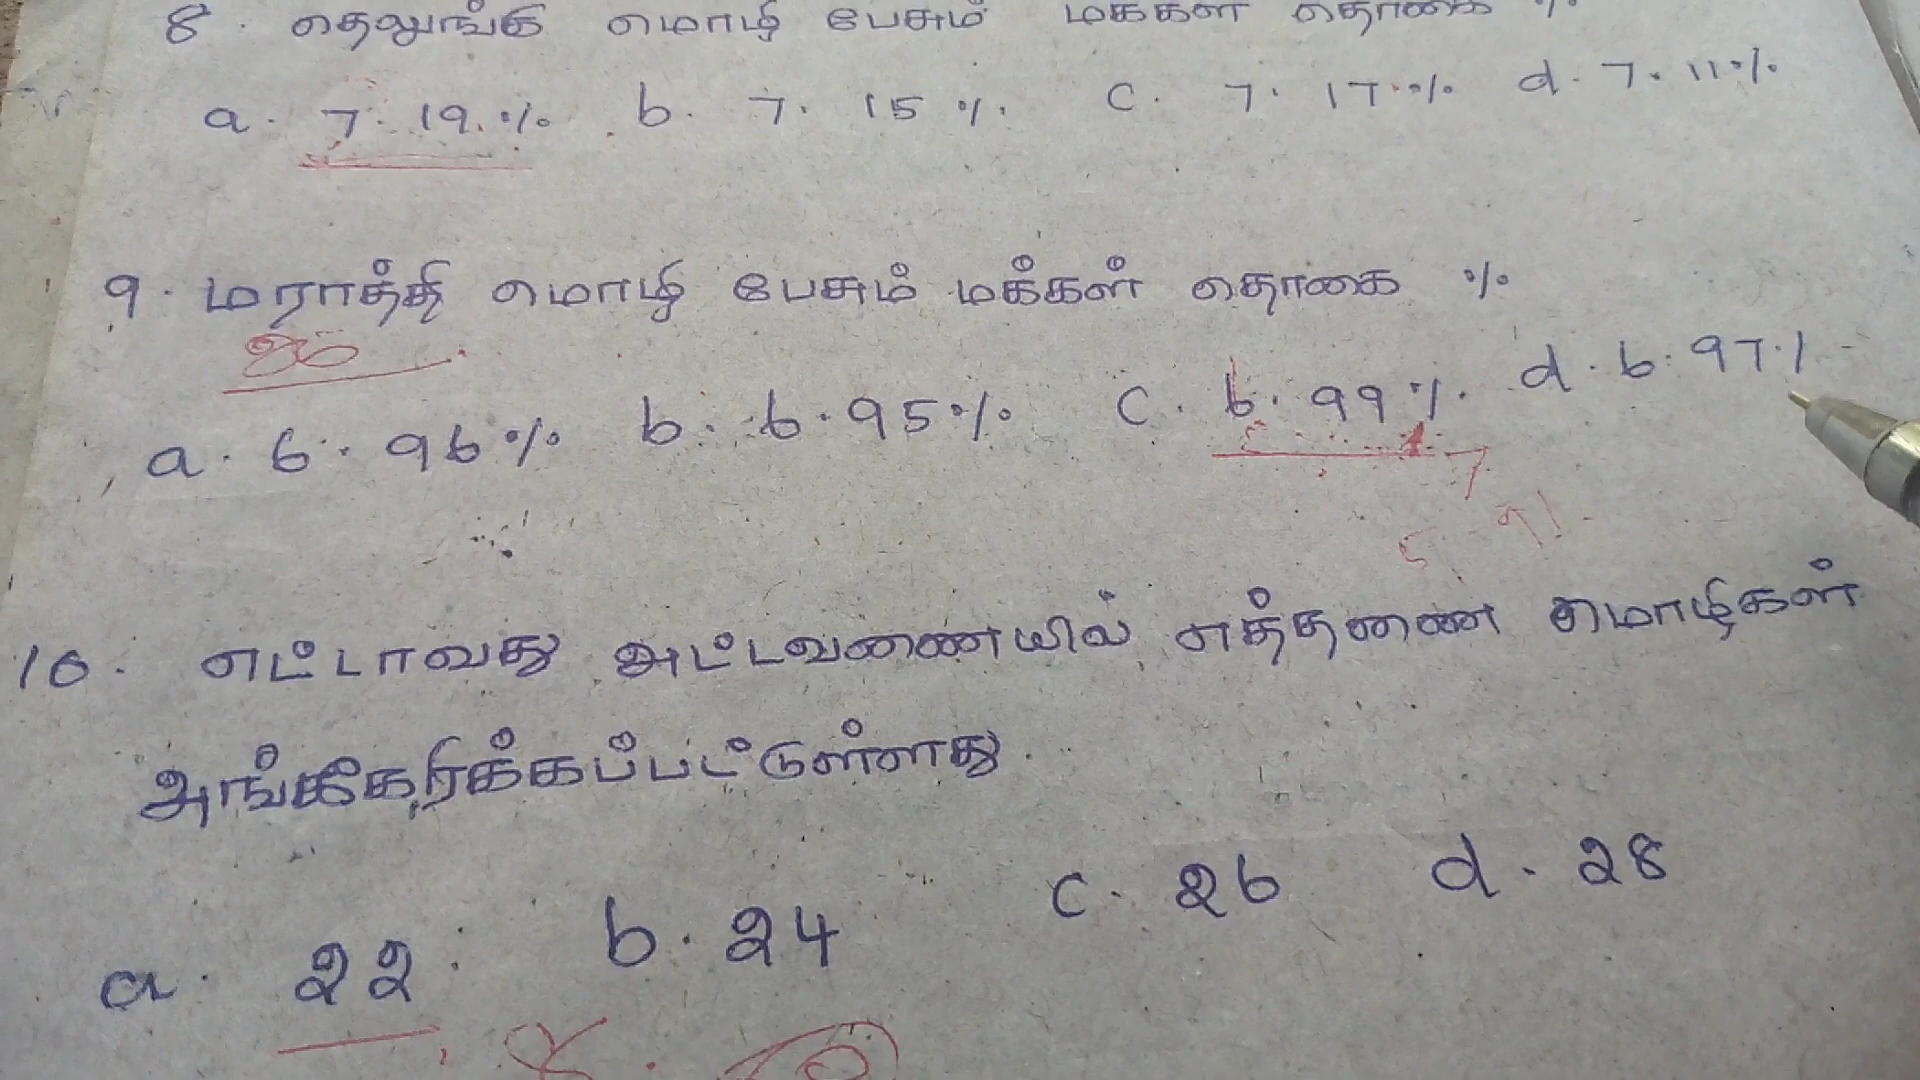 8. தெலுங்கு மொழி பேசும் மக்கள் தொகை %
a. 7.19.% b. 7.15%. c. 7.17.% d. 7.11%.
9. மராத்தி மொழி பேசும் மக்கள் தொகை %
a. 6.96% b. 6.95% c. 6.99%. d. 6.97%
7
10. எட்டாவது அட்டவணையில் எத்தனை மொழிகள்
அங்கீகரிக்கப்பட்டுள்ளது.
a. 22 b. 24 c. 26 d. 28